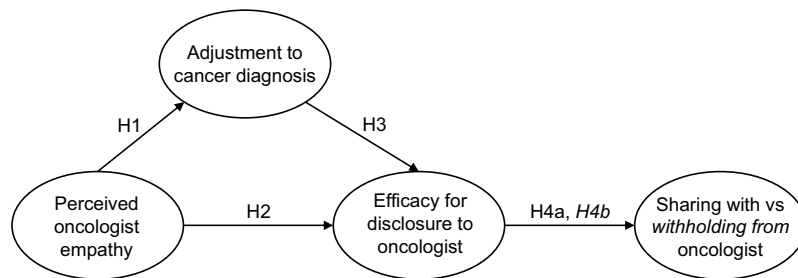 Adjustment to
cancer diagnosis
H1
H3
Perceived
oncologist
empathy
H2
Efficacy for
disclosure to
oncologist
H4a, H4b
Sharing with vs
withholding from
oncologist